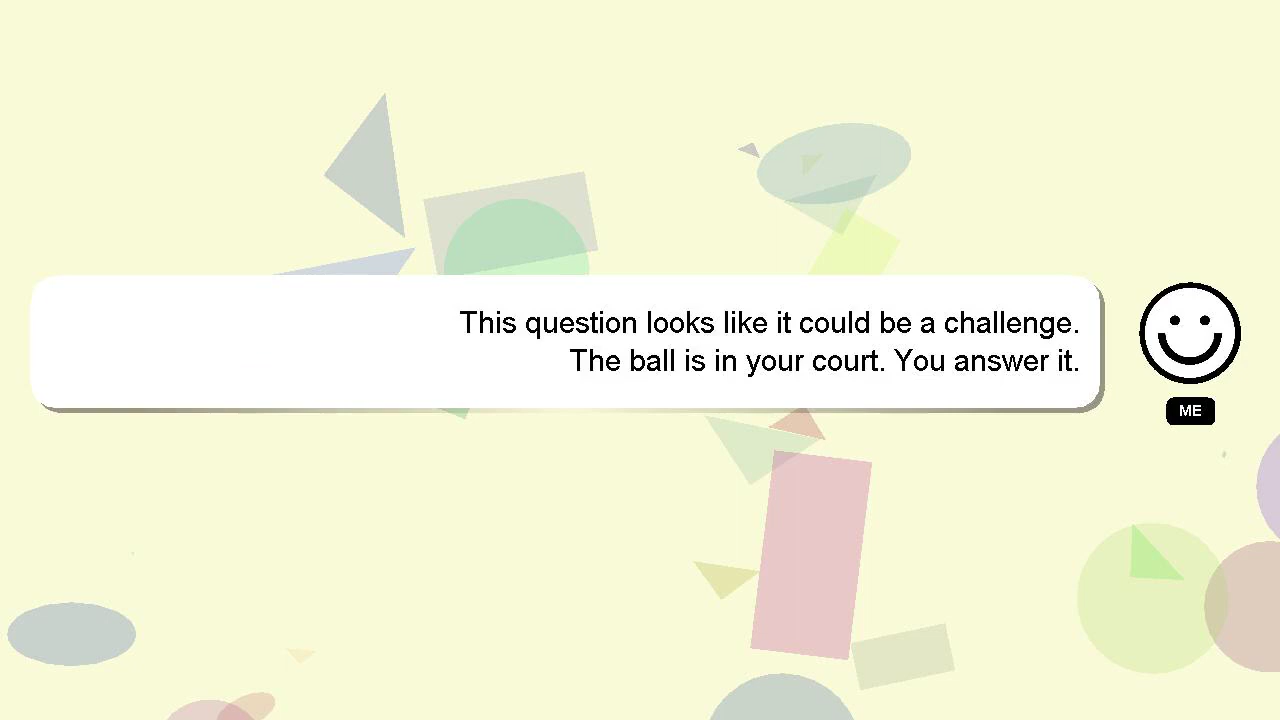 This question looks like it could be a challenge.
The ball is in your court. You answer it.
ME